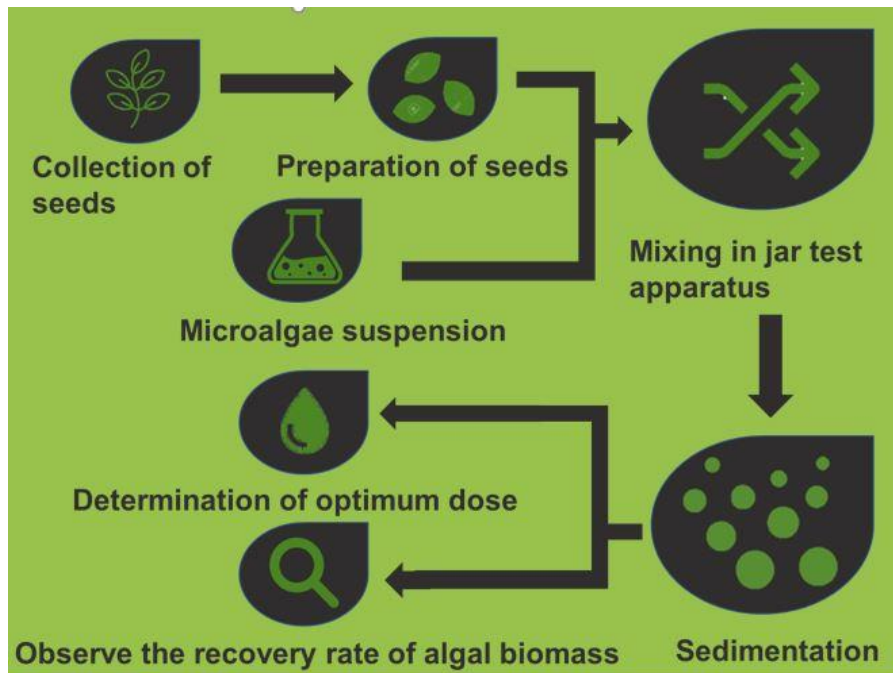 Collection of
seeds
Preparation of seeds
Mixing in jar test
apparatus
Microalgae suspension
Determination of optimum dose
Observe the recovery rate of algal biomass
Sedimentation